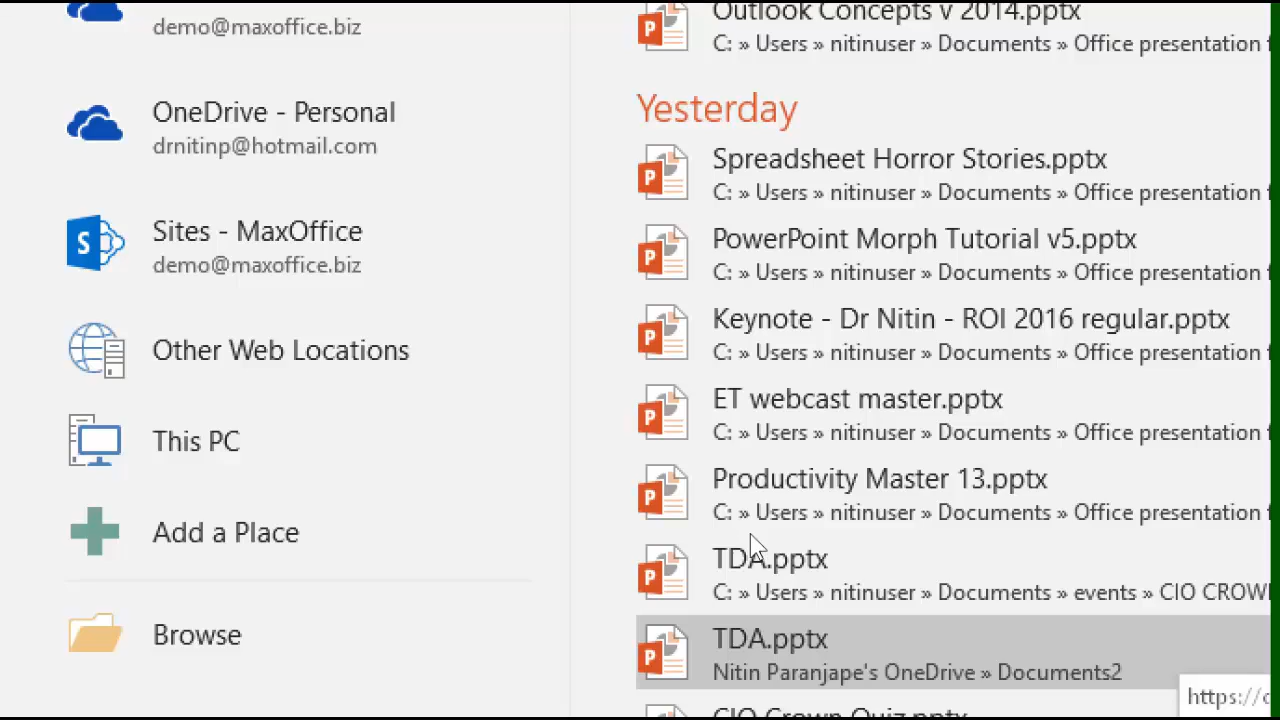 demo@maxoffice.biz
OneDrive - Personal
drnitinp@hotmail.com
Sites - MaxOffice
demo@maxoffice.biz
Other Web Locations
This PC
Add a Place
Browse
Outlook Concepts v 2014.pptx
C: » Users » nitinuser » Documents » Office presentation f
Yesterday
Spreadsheet Horror Stories.pptx
C: » Users » nitinuser » Documents » Office presentation f
PowerPoint Morph Tutorial v5.pptx
C: » Users » nitinuser » Documents » Office presentation f
Keynote - Dr Nitin - ROI 2016 regular.pptx
C: » Users » nitinuser » Documents » Office presentation f
ET webcast master.pptx
C: » Users » nitinuser » Documents » Office presentation f
Productivity Master 13.pptx
C: » Users » nitinuser » Documents » Office presentation f
TDA.pptx
C: » Users » nitinuser » Documents » events » CIO CROW
TDA.pptx
Nitin Paranjape's OneDrive » Documents2
https://
CIO Crown Quiz.pptx